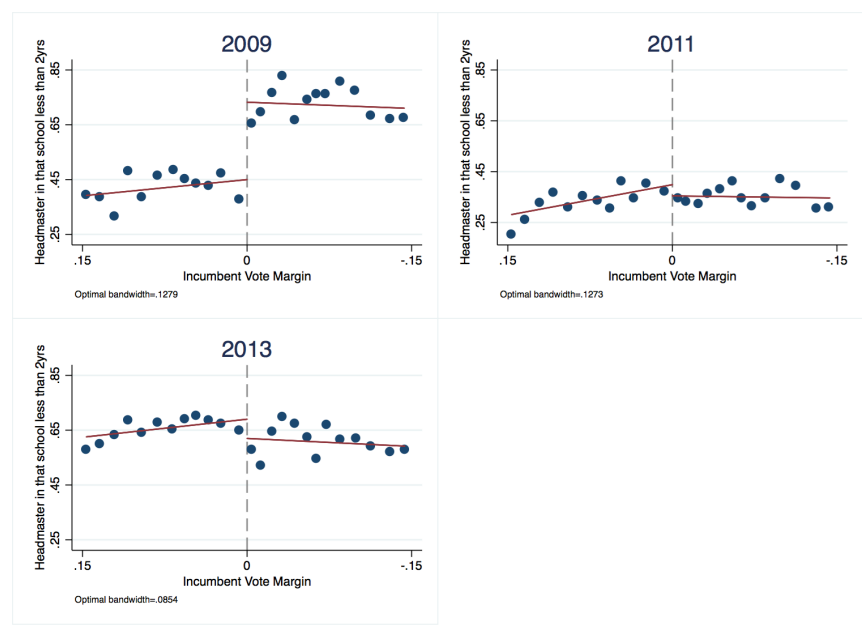 2009
Headmaster in that school less than 2yrs
.85
.65
.45
.25
.15
0
-.15
Incumbent Vote Margin
Optimal bandwidth=.1279
2011
Headmaster in that school less than 2yrs
.85
.65
.45
.25
.15
0
-.15
Incumbent Vote Margin
Optimal bandwidth=.1273
2013
Headmaster in that school less than 2yrs
.85
.65
.45
.25
.15
0
-.15
Incumbent Vote Margin
Optimal bandwidth=.0854